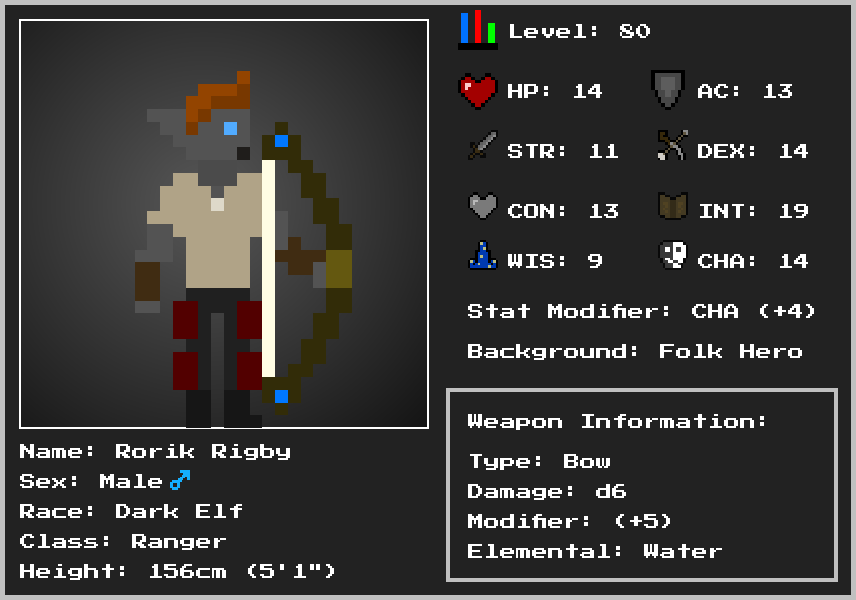 Level: 80
HP: 14
AC: 13
STR: 11
DEX: 14
CON: 13
INT: 19
WIS: 9
CHA: 14
Stat Modifier: CHA (+4)
Background: Folk Hero
Name: Rorik Rigby
Sex: Male ♂
Race: Dark Elf
Class: Ranger
Height: 156cm (5'1")
Weapon Information:
Type: Bow
Damage: d6
Modifier: (+5)
Elemental: Water